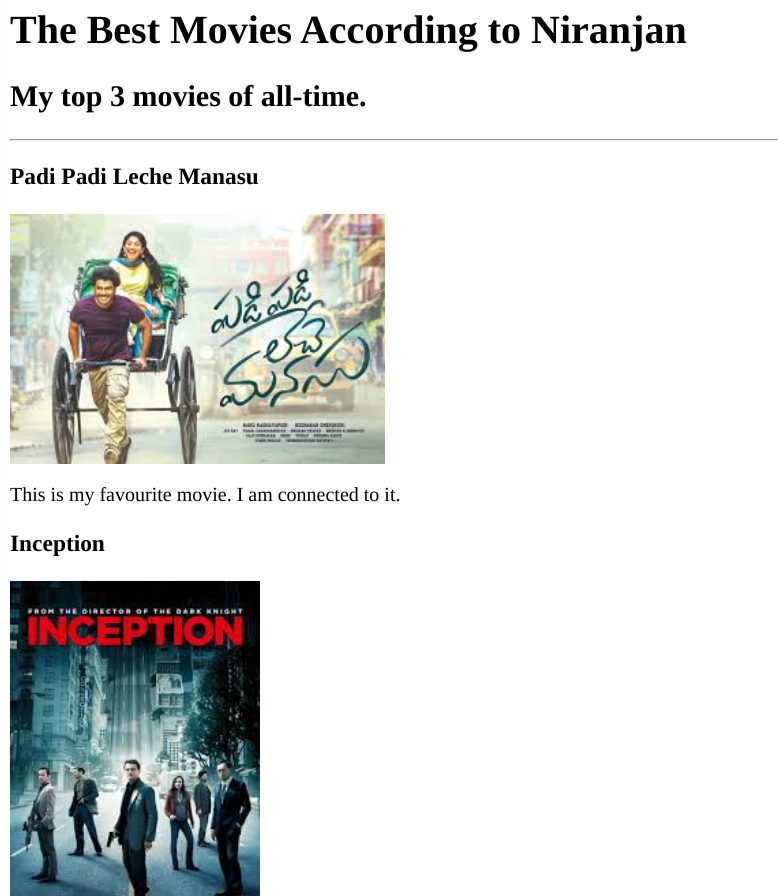 The Best Movies According to Niranjan
My top 3 movies of all-time.
Padi Padi Leche Manasu
పడి పడి
లేచె
మనసు
This is my favourite movie. I am connected to it.
Inception
FROM THE DIRECTOR OF THE DARK KNIGHT
INCEPTION